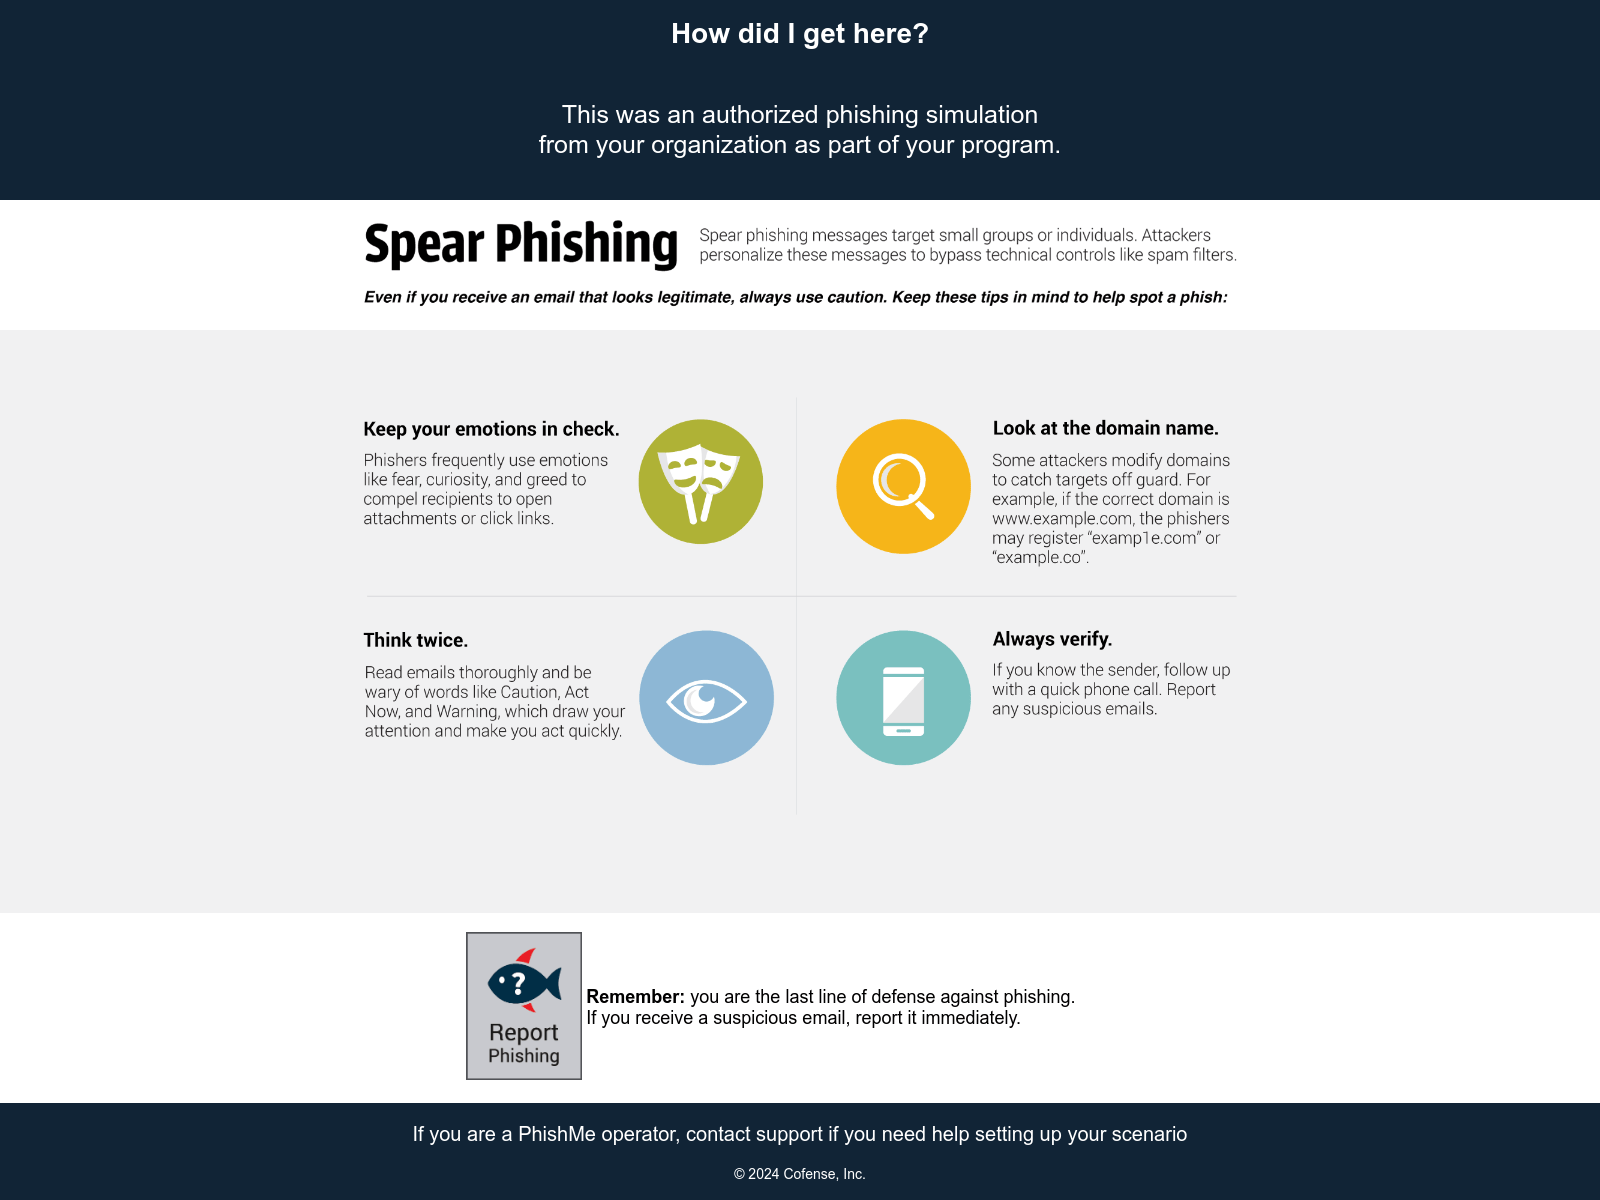 How did I get here?
This was an authorized phishing simulation
from your organization as part of your program.
Spear Phishing
Spear phishing messages target small groups or individuals. Attackers
personalize these messages to bypass technical controls like spam filters.
Even if you receive an email that looks legitimate, always use caution. Keep these tips in mind to help spot a phish:
Keep your emotions in check.
Phishers frequently use emotions
like fear, curiosity, and greed to
compel recipients to open
attachments or click links.
Look at the domain name.
Some attackers modify domains
to catch targets off guard. For
example, if the correct domain is
www.example.com, the phishers
may register “examp1e.com” or
“example.co”.
Think twice.
Read emails thoroughly and be
wary of words like Caution, Act
Now, and Warning, which draw your
attention and make you act quickly.
Always verify.
If you know the sender, follow up
with a quick phone call. Report
any suspicious emails.
?
Report
Phishing
Remember: you are the last line of defense against phishing.
If you receive a suspicious email, report it immediately.
If you are a PhishMe operator, contact support if you need help setting up your scenario
© 2024 Cofense, Inc.